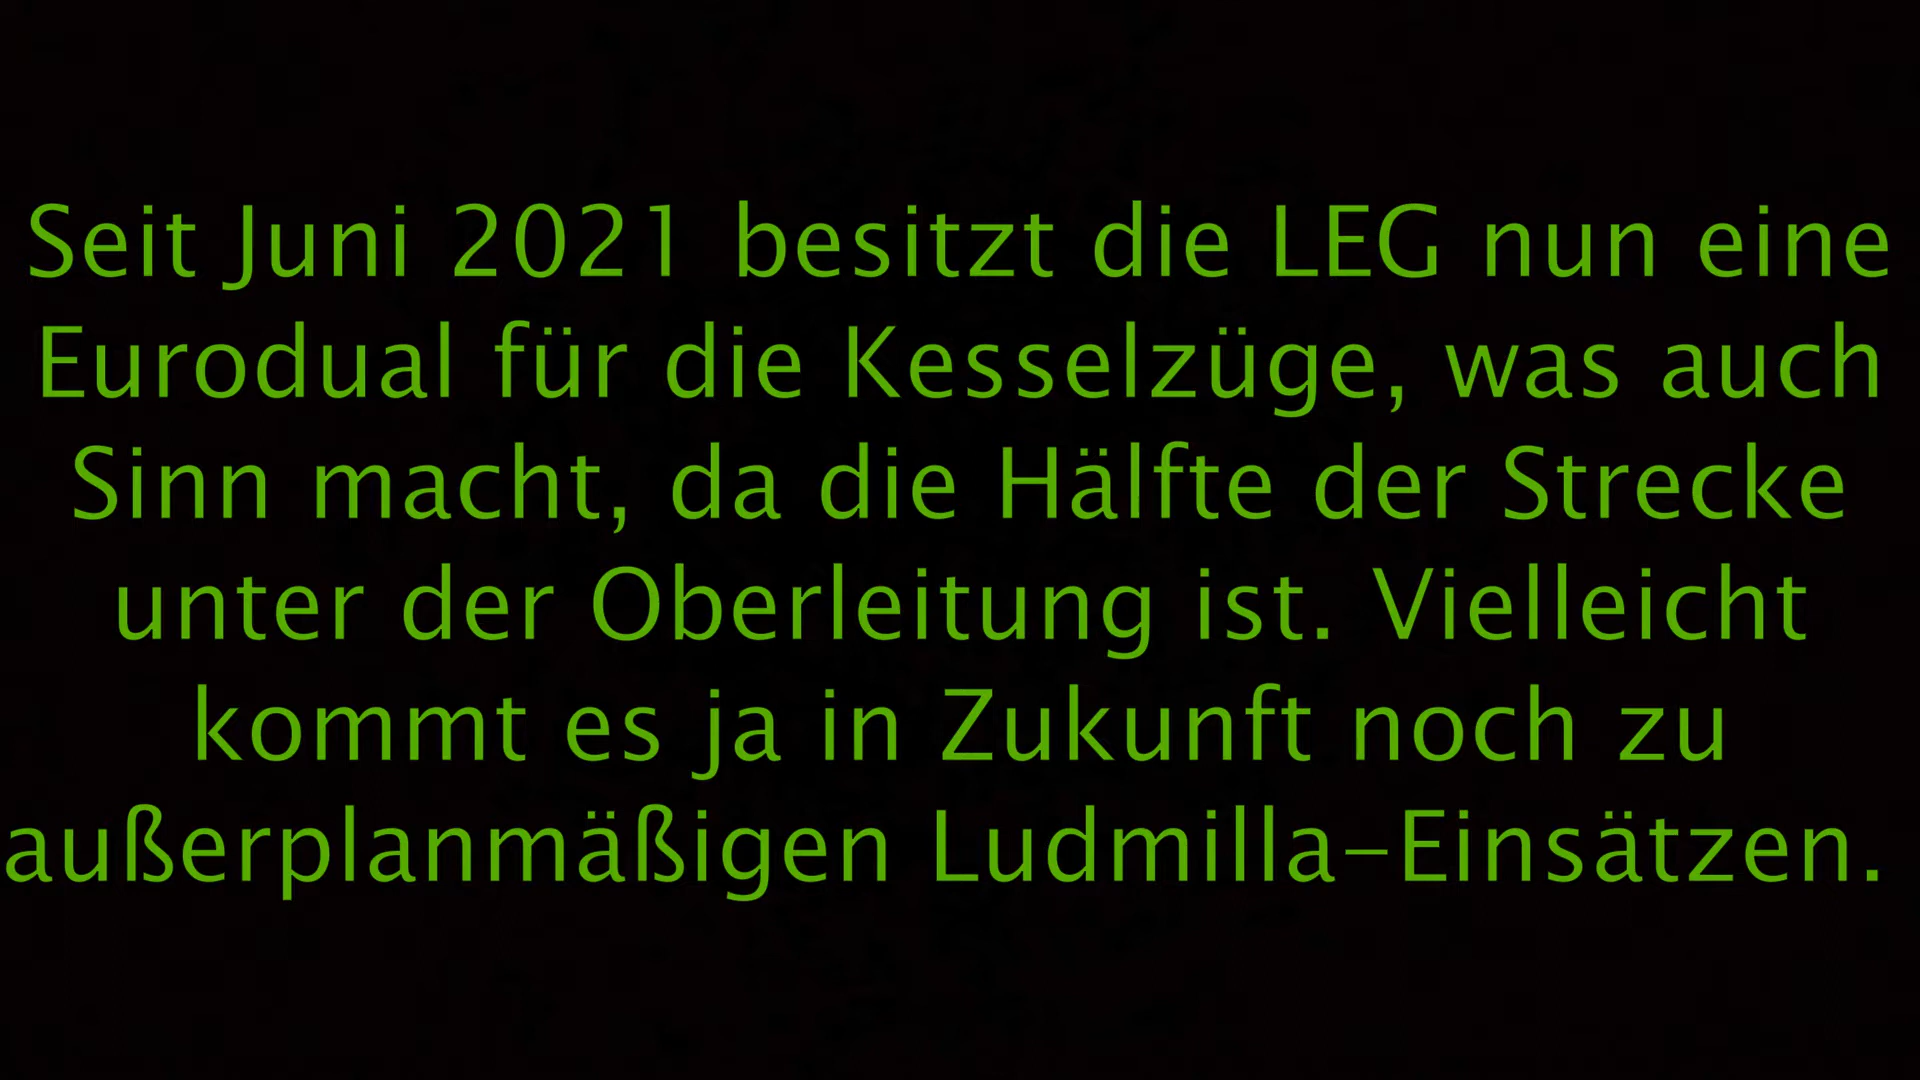 Seit Juni 2021 besitzt die LEG nun eine
Eurodual für die Kesselzüge, was auch
Sinn macht, da die Hälfte der Strecke
unter der Oberleitung ist. Vielleicht
kommt es ja in Zukunft noch zu
außerplanmäßigen Ludmilla-Einsätzen.